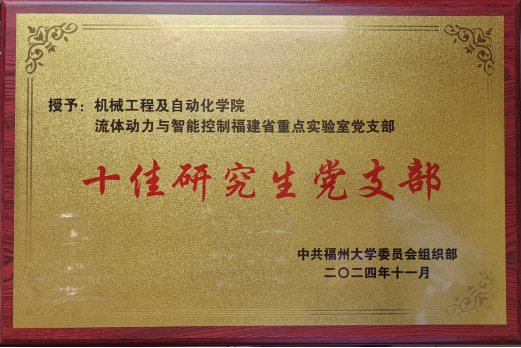 授予：机械工程及自动化学院
流体动力与智能控制福建省重点实验室党支部
十佳研究生党支部
中共福州大学委员会组织部
二〇二四年十一月